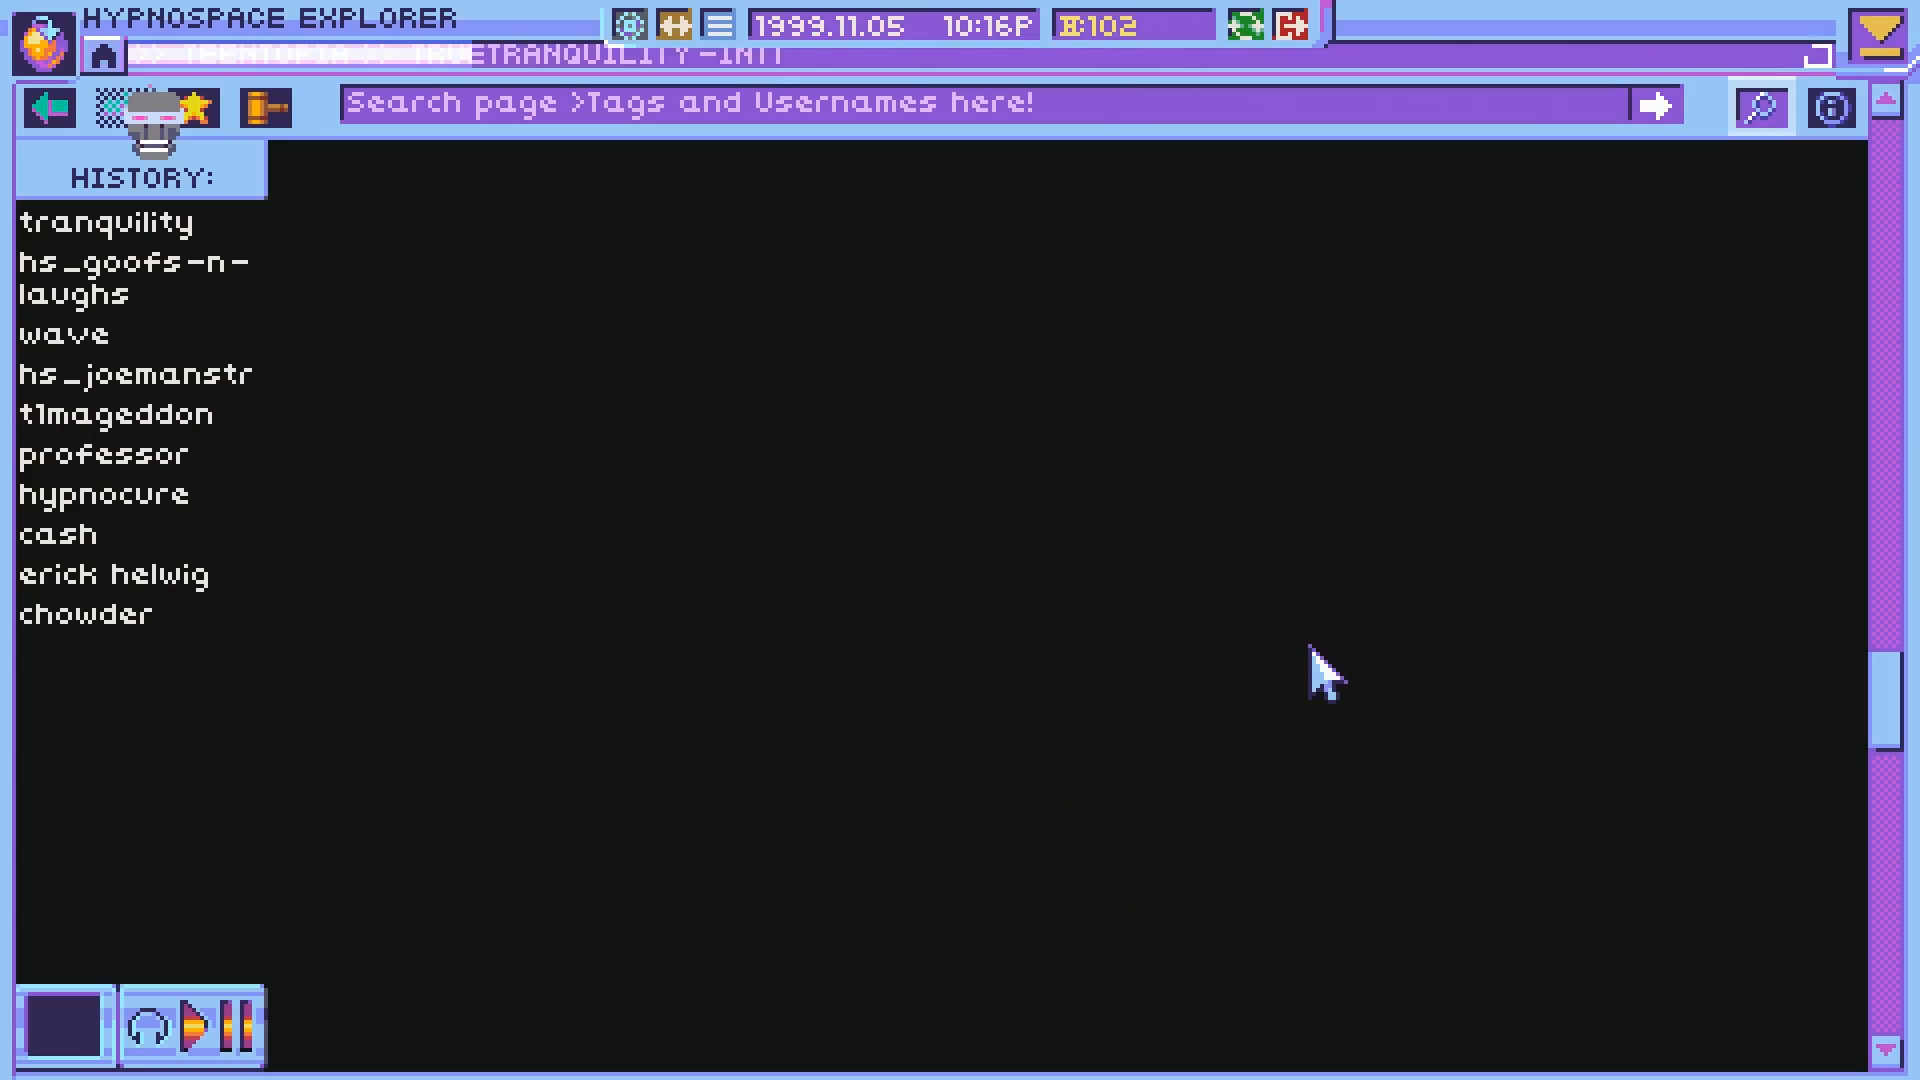 HYPNOSPACE EXPLORER
1999.11.05 10:16P
102
TRANQUILITY-INIT
Search page >Tags and Usernames here!
HISTORY:
tranquility
hs_goofs-n-
laughs
wave
hs_joemanstr
t1mageddon
professor
hypnocure
cash
erick helwig
chowder